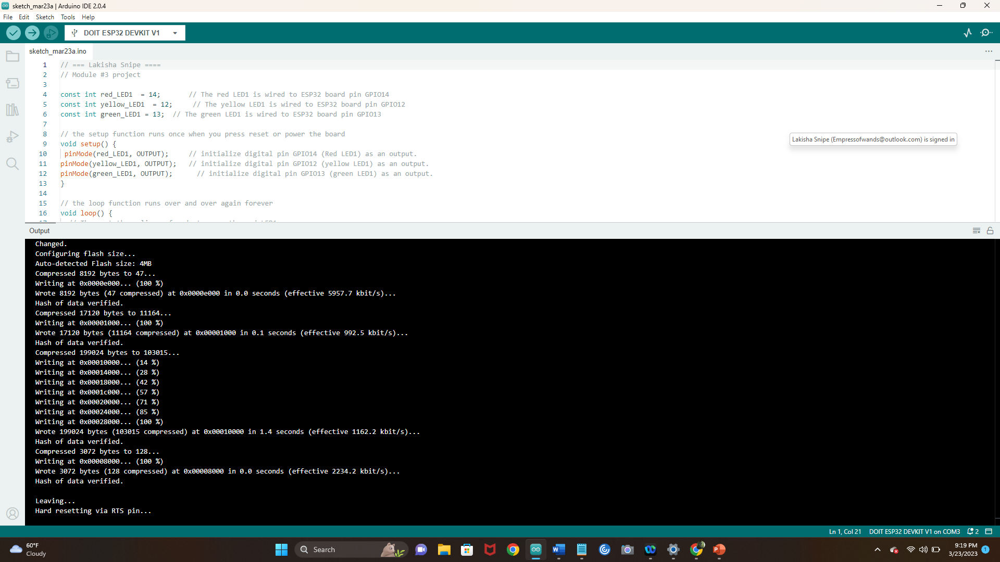 sketch_mar23a | Arduino IDE 2.0.4
File Edit Sketch Tools Help
DOIT ESP32 DEVKIT V1
sketch_mar23a.ino
1 // === Lakisha Snipe ====
2 // Module #3 project
3
4 const int red_LED1  = 14;       // The red LED1 is wired to ESP32 board pin GPIO14
5 const int yellow_LED1  = 12;     // The yellow LED1 is wired to ESP32 board pin GPIO12
6 const int green_LED1 = 13;  // The green LED1 is wired to ESP32 board pin GPIO13
7
8 // the setup function runs once when you press reset or power the board
9 void setup() {
10 pinMode(red_LED1, OUTPUT);     // initialize digital pin GPIO14 (Red LED1) as an output.
11 pinMode(yellow_LED1, OUTPUT);   // initialize digital pin GPIO12 (yellow LED1) as an output.
12 pinMode(green_LED1, OUTPUT);      // initialize digital pin GPIO13 (green LED1) as an output.
13 }
14
15 // the loop function runs over and over again forever
16 void loop() {
Lakisha Snipe (Empressofwands@outlook.com) is signed in
Output
Changed.
Configuring flash size...
Auto-detected Flash size: 4MB
Compressed 8192 bytes to 47...
Writing at 0x0000e000... (100 %)
Wrote 8192 bytes (47 compressed) at 0x0000e000 in 0.0 seconds (effective 5957.7 kbit/s)...
Hash of data verified.
Compressed 17120 bytes to 11164...
Writing at 0x00001000... (100 %)
Wrote 17120 bytes (11164 compressed) at 0x00001000 in 0.1 seconds (effective 992.5 kbit/s)...
Hash of data verified.
Compressed 199024 bytes to 103015...
Writing at 0x00010000... (14 %)
Writing at 0x00014000... (28 %)
Writing at 0x00018000... (42 %)
Writing at 0x0001c000... (57 %)
Writing at 0x00020000... (71 %)
Writing at 0x00024000... (85 %)
Writing at 0x00028000... (100 %)
Wrote 199024 bytes (103015 compressed) at 0x00010000 in 1.4 seconds (effective 1162.2 kbit/s)...
Hash of data verified.
Compressed 3072 bytes to 128...
Writing at 0x00008000... (100 %)
Wrote 3072 bytes (128 compressed) at 0x00008000 in 0.0 seconds (effective 2234.2 kbit/s)...
Hash of data verified.
Leaving...
Hard resetting via RTS pin...
Ln 1, Col 21 DOIT ESP32 DEVKIT V1 on COM3 2
60°F
Cloudy
Search
9:19 PM
3/23/2023
1